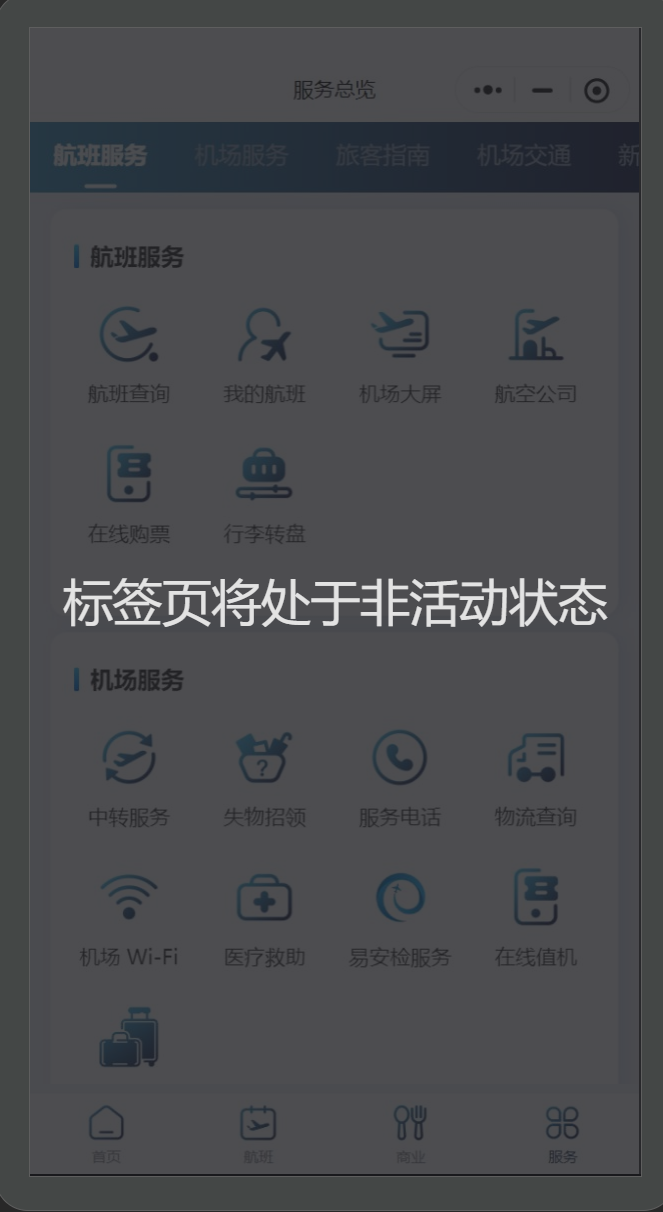 服务总览
航班服务 机场服务 旅客指南 机场交通 新
航班服务
航班查询 我的航班 机场大屏 航空公司
在线购票 行李转盘
标签页将处于非活动状态
机场服务
中转服务 失物招领 服务电话 物流查询
机场 Wi-Fi 医疗救助 易安检服务 在线值机
首页 航班 商业 服务